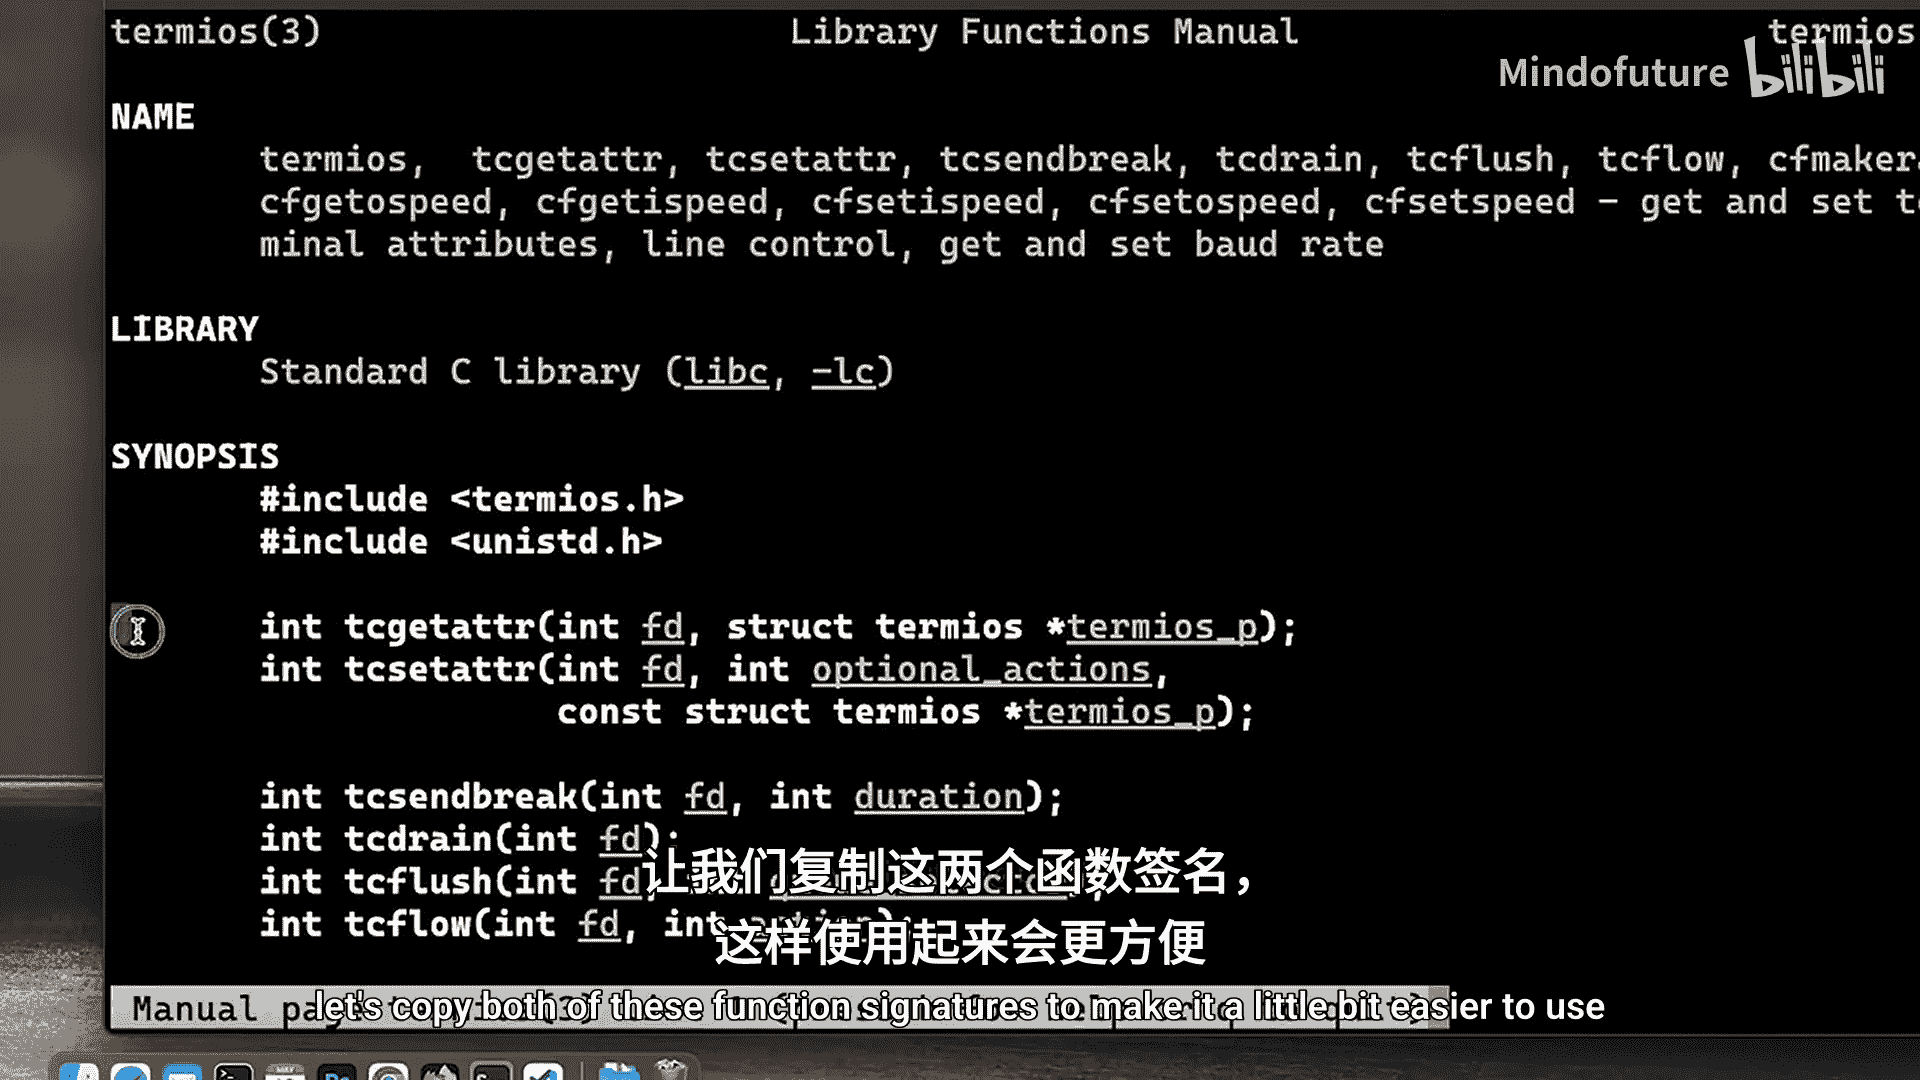 termios(3) Library Functions Manual termios
Mindofuture bilibili
NAME
termios, tcgetattr, tcsetattr, tcsendbreak, tcdrain, tcflush, tcflow,
cfgetospeed, cfgetispeed, cfsetispeed, cfsetospeed, cfsetspeed - get and set
minal attributes, line control, get and set baud rate
LIBRARY
Standard C library (libc, -lc)
SYNOPSIS
#include <termios.h>
#include <unistd.h>
int tcgetattr(int fd, struct termios *termios_p);
int tcsetattr(int fd, int optional_actions,
const struct termios *termios_p);
int tcsendbreak(int fd, int duration);
int tcdrain(int fd);
int tcflush(int fd
让我们复制这两个函数签名，
int tcflow(int fd, int
这样使用起来会更方便
Manual
let's copy both of these function signatures to make it a little bit easier to use